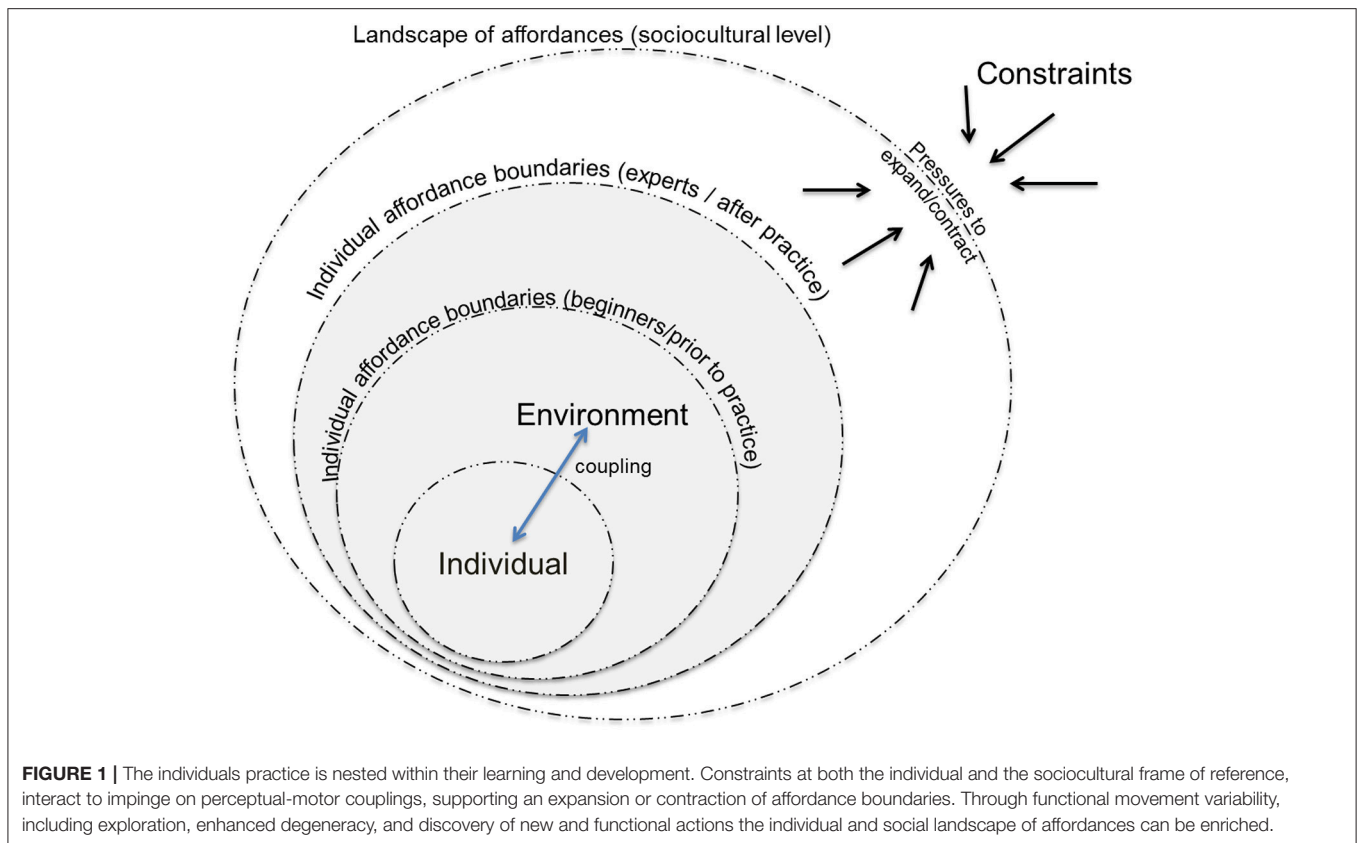 Landscape of affordances (sociocultural level)
Constraints
Pressures to
expand/contract
Individual affordance boundaries (experts / after practice)
Individual affordance boundaries (beginners/prior to practice)
Environment
coupling
Individual
FIGURE 1 | The individuals practice is nested within their learning and development. Constraints at both the individual and the sociocultural frame of reference,
interact to impinge on perceptual-motor couplings, supporting an expansion or contraction of affordance boundaries. Through functional movement variability,
including exploration, enhanced degeneracy, and discovery of new and functional actions the individual and social landscape of affordances can be enriched.